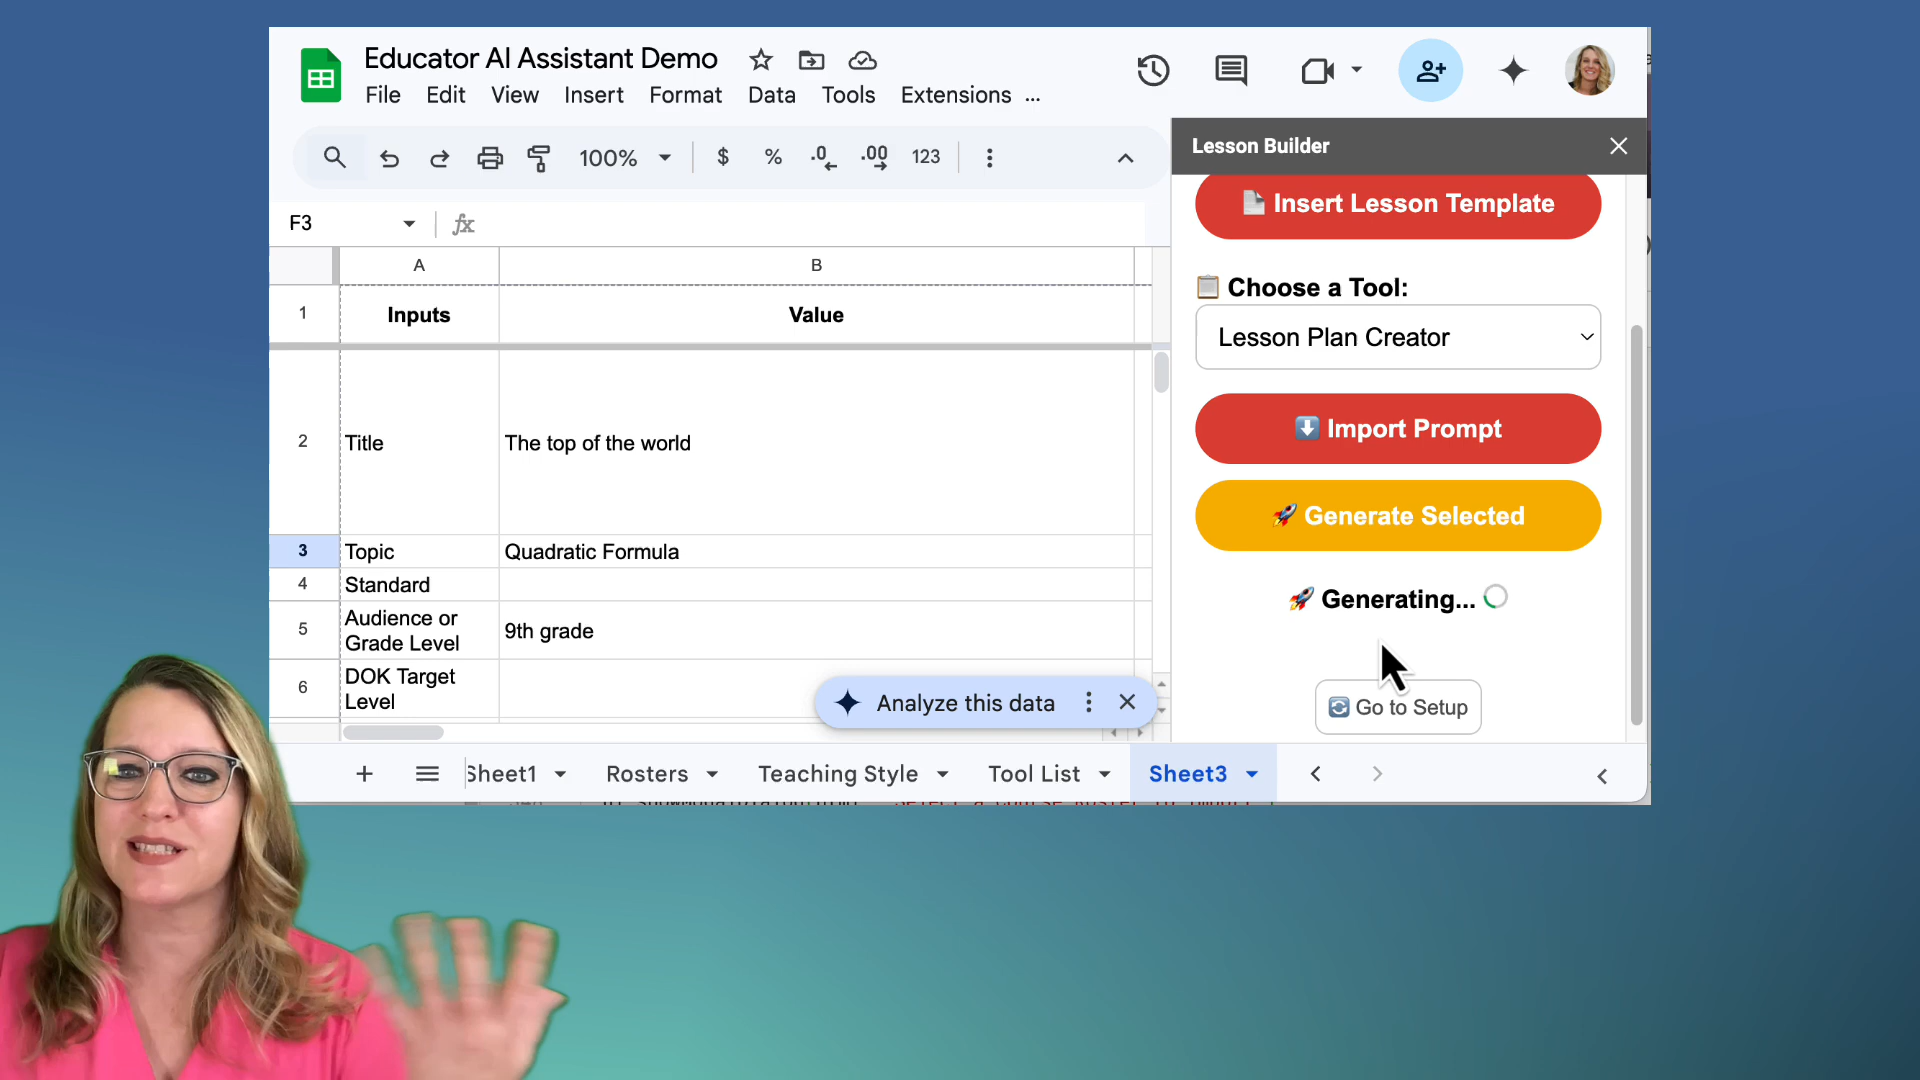 Educator AI Assistant Demo
File Edit View Insert Format Data Tools Extensions ...
100% $ % .0 .00 123
F3 fx
A B
1 Inputs Value
2 Title The top of the world
3 Topic Quadratic Formula
4 Standard
5 Audience or Grade Level 9th grade
6 DOK Target Level
Analyze this data
Sheet1 Rosters Teaching Style Tool List Sheet3
Lesson Builder
Insert Lesson Template
Choose a Tool:
Lesson Plan Creator
Import Prompt
Generate Selected
Generating...
Go to Setup